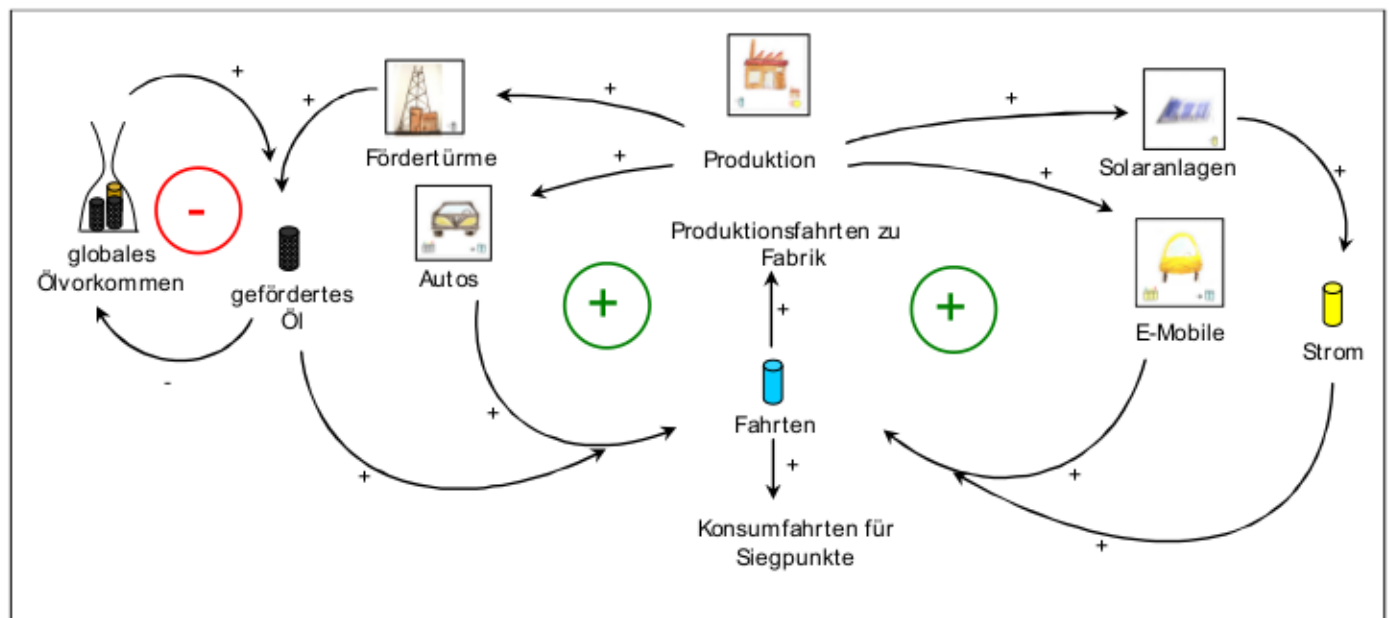 +
+
+
+
+
+
+
+
Fördertürme
Produktion
Solaranlagen
-
globales
Ölvorkommen
gefördertes
Öl
Autos
Produktionsfahrten zu
Fabrik
+
+
+
E-Mobile
Strom
-
+
Fahrten
+
+
+
+
Konsumfahrten für
Siegpunkte